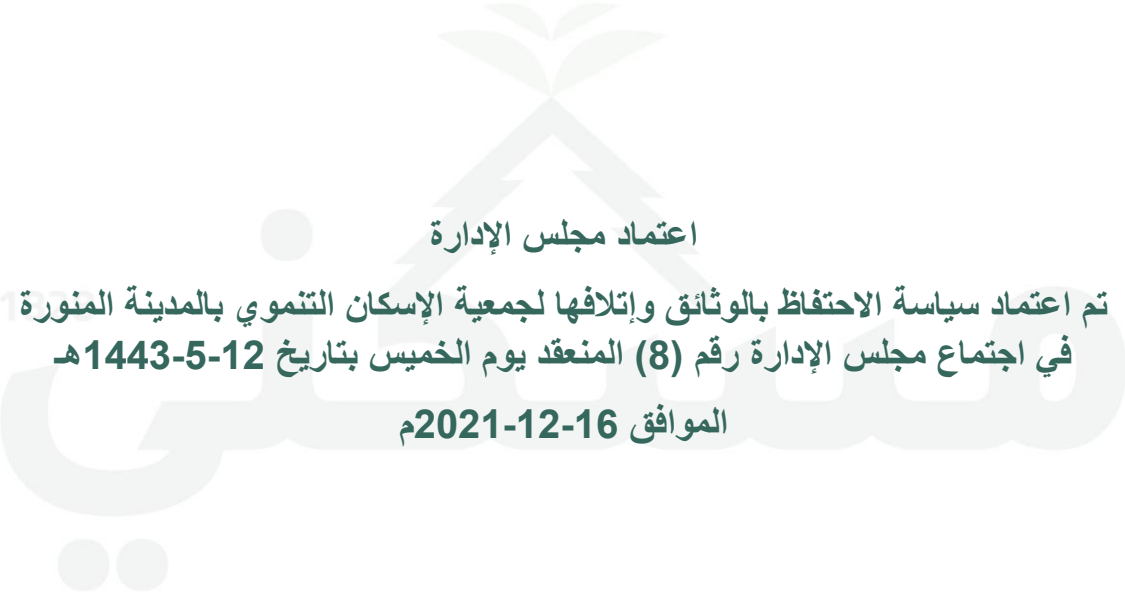 اعتماد مجلس الإدارة
تم اعتماد سياسة الاحتفاظ بالوثائق وإتلافها لجمعية الإسكان التنموي بالمدينة المنورة
في اجتماع مجلس الإدارة رقم (8) المنعقد يوم الخميس بتاريخ 12-5-1443هـ
الموافق 16-12-2021م
مسكني